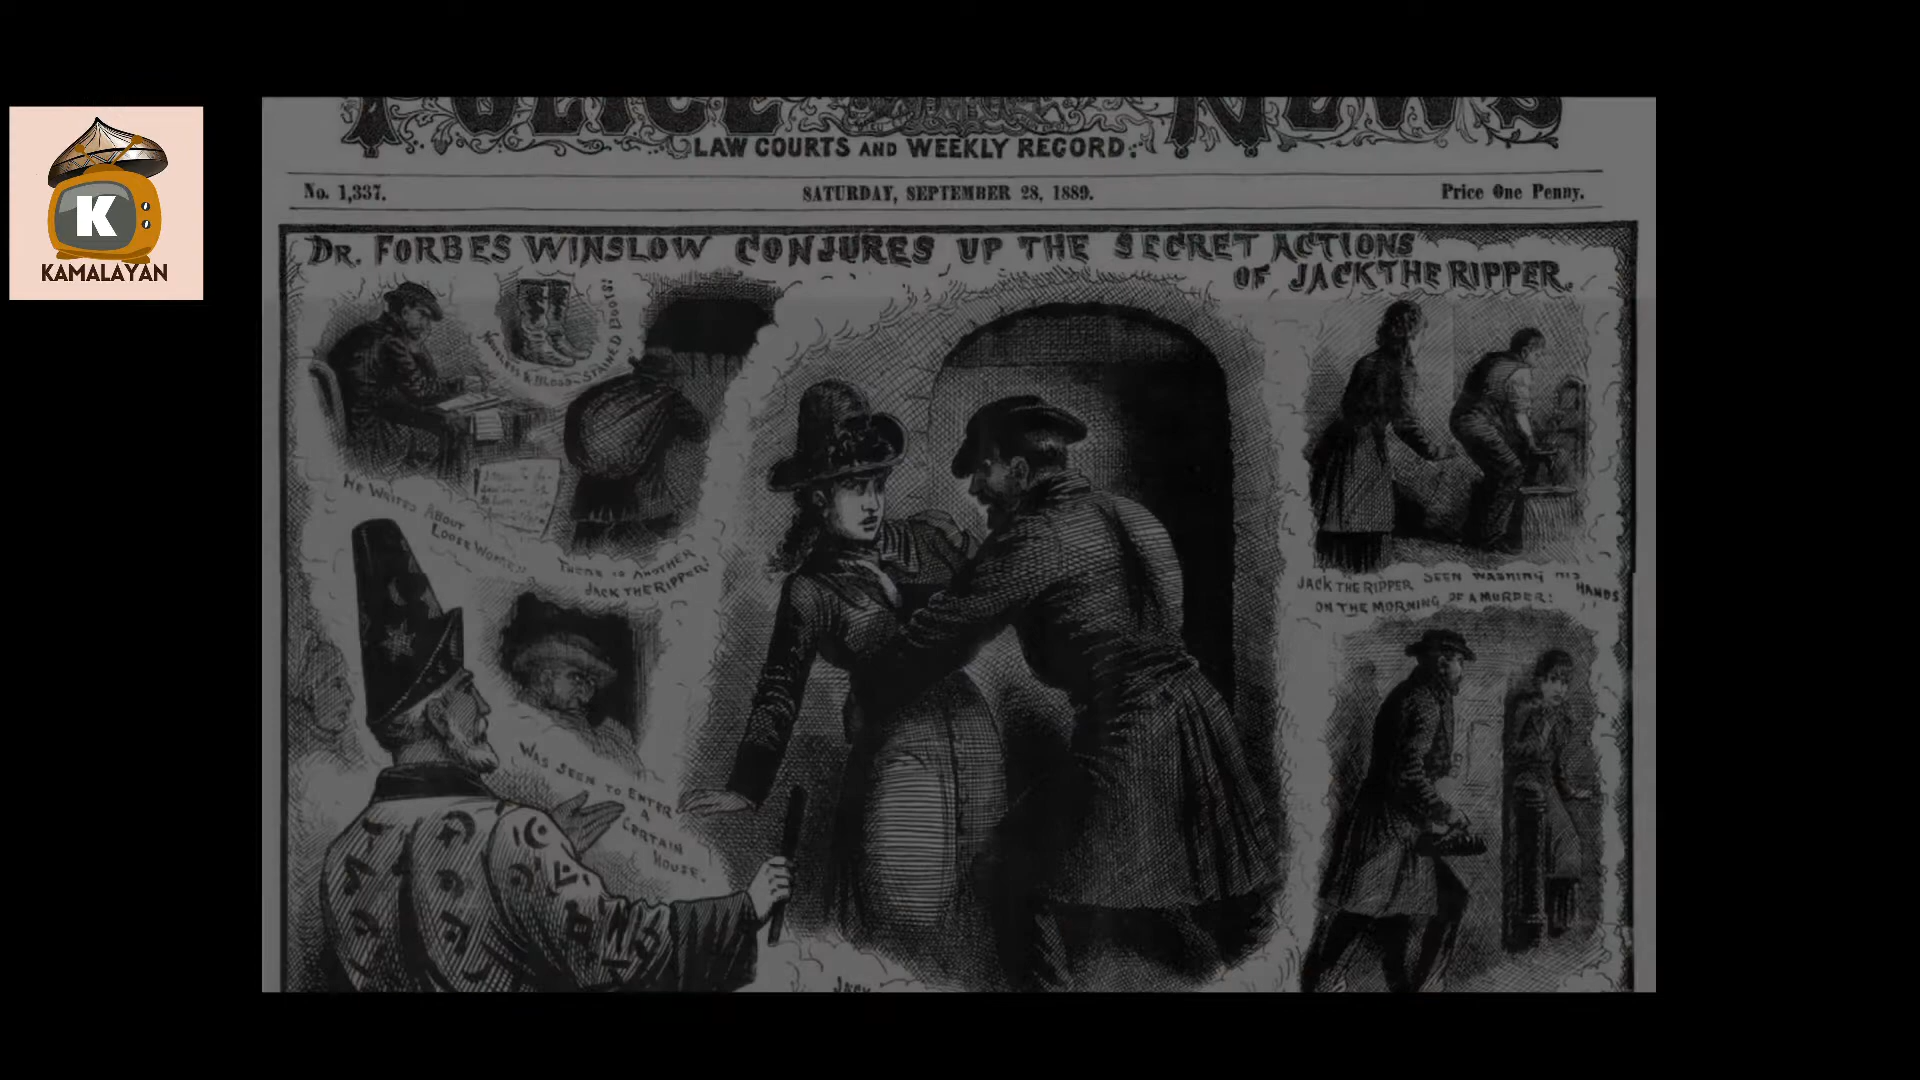 POLICE NEWS
LAW COURTS AND WEEKLY RECORD.
No. 1,337.
SATURDAY, SEPTEMBER 28, 1889.
Price One Penny.
DR. FORBES WINSLOW CONJURES UP THE SECRET ACTIONS
OF JACK THE RIPPER.
K
KAMALAYAN
& BLOOD-STAINED BOOTS!
HE WRITES ABOUT
LOOSE WOMEN
THERE IS ANOTHER
JACK THE RIPPER!
JACK THE RIPPER SEEN WASHING HIS HANDS
ON THE MORNING OF A MURDER!
WAS SEEN TO ENTER
A
CERTAIN
HOUSE.
JACK